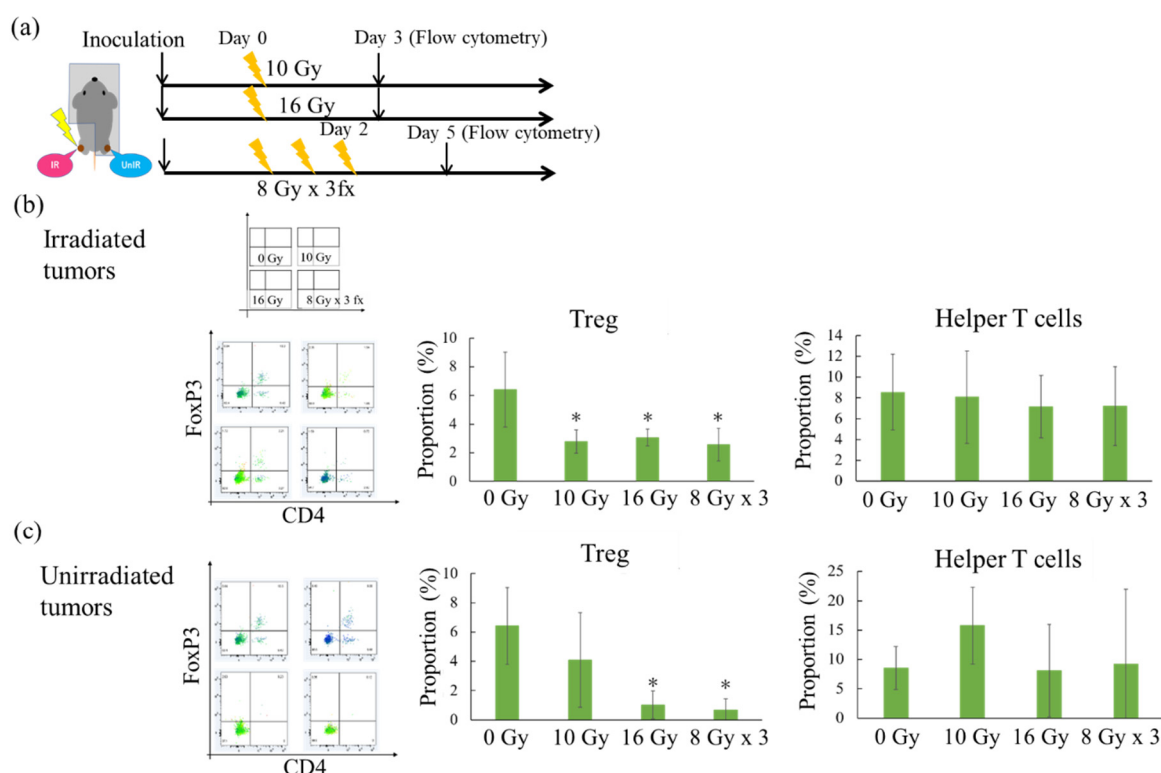 (a)
Inoculation
Day 0
Day 3 (Flow cytometry)
10 Gy
16 Gy
Day 2
Day 5 (Flow cytometry)
IR
UnIR
8 Gy x 3fx
(b)
Irradiated
tumors
0 Gy
10 Gy
16 Gy
8 Gy x 3 fx
FoxP3
CD4
Treg
Proportion (%)
10
8
6
4
2
0
* * *
0 Gy 10 Gy 16 Gy 8 Gy x 3
Helper T cells
Proportion (%)
14
12
10
8
6
4
2
0
0 Gy 10 Gy 16 Gy 8 Gy x 3
(c)
Unirradiated
tumors
FoxP3
CD4
Treg
Proportion (%)
10
8
6
4
2
0
* *
0 Gy 10 Gy 16 Gy 8 Gy x 3
Helper T cells
Proportion (%)
25
20
15
10
5
0
0 Gy 10 Gy 16 Gy 8 Gy x 3